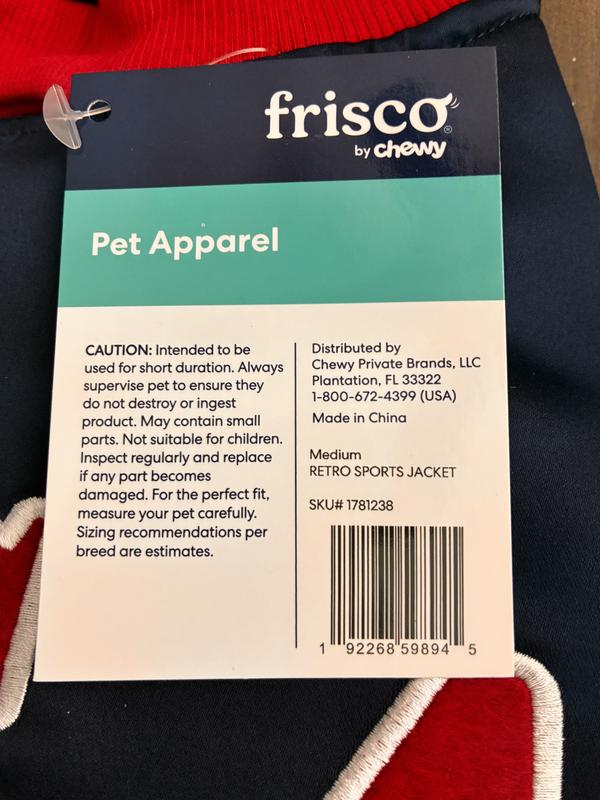 frisco®
by chewy
Pet Apparel
CAUTION: Intended to be
used for short duration. Always
supervise pet to ensure they
do not destroy or ingest
product. May contain small
parts. Not suitable for children.
Inspect regularly and replace
if any part becomes
damaged. For the perfect fit,
measure your pet carefully.
Sizing recommendations per
breed are estimates.
Distributed by
Chewy Private Brands, LLC
Plantation, FL 33322
1-800-672-4399 (USA)
Made in China
Medium
RETRO SPORTS JACKET
SKU# 1781238
1 92268 59894 5